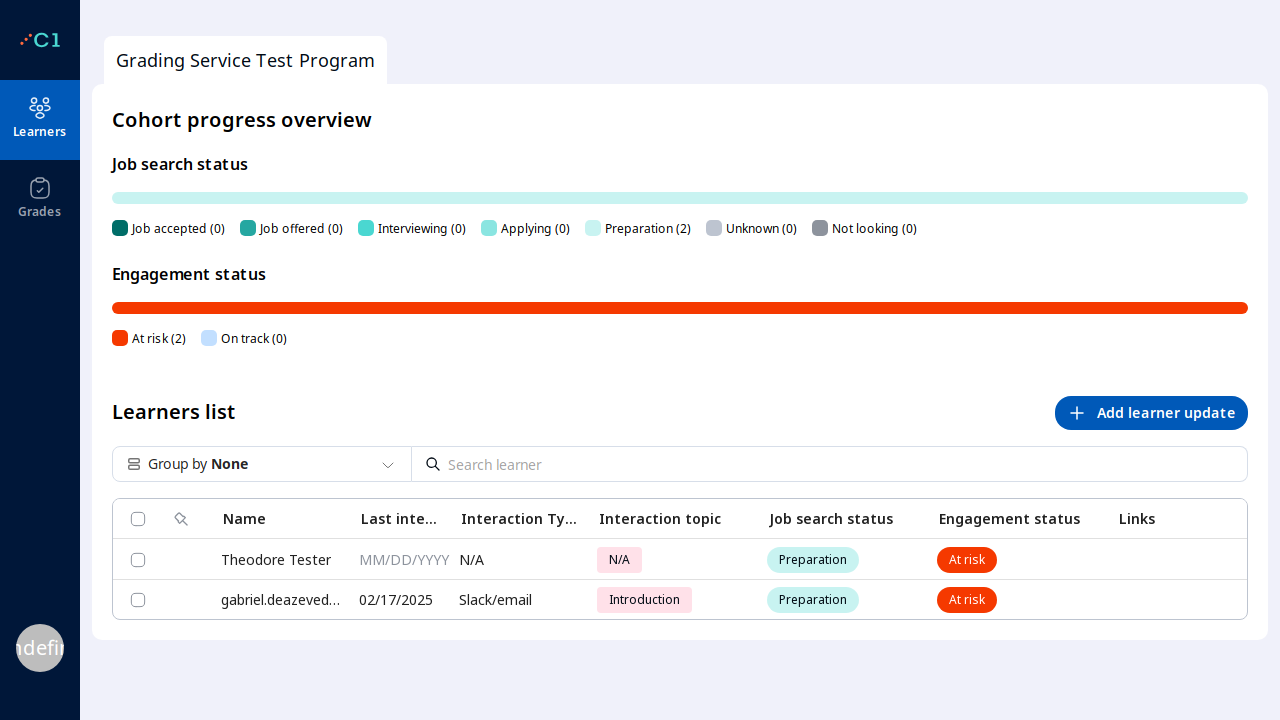 C1
Learners
Grades
ndefin
Grading Service Test Program
Cohort progress overview
Job search status
Job accepted (0) Job offered (0) Interviewing (0) Applying (0) Preparation (2) Unknown (0) Not looking (0)
Engagement status
At risk (2) On track (0)
Learners list
Add learner update
Group by None
Search learner
Name Last inte... Interaction Ty... Interaction topic Job search status Engagement status Links
Theodore Tester MM/DD/YYYY N/A N/A Preparation At risk
gabriel.deazeved... 02/17/2025 Slack/email Introduction Preparation At risk